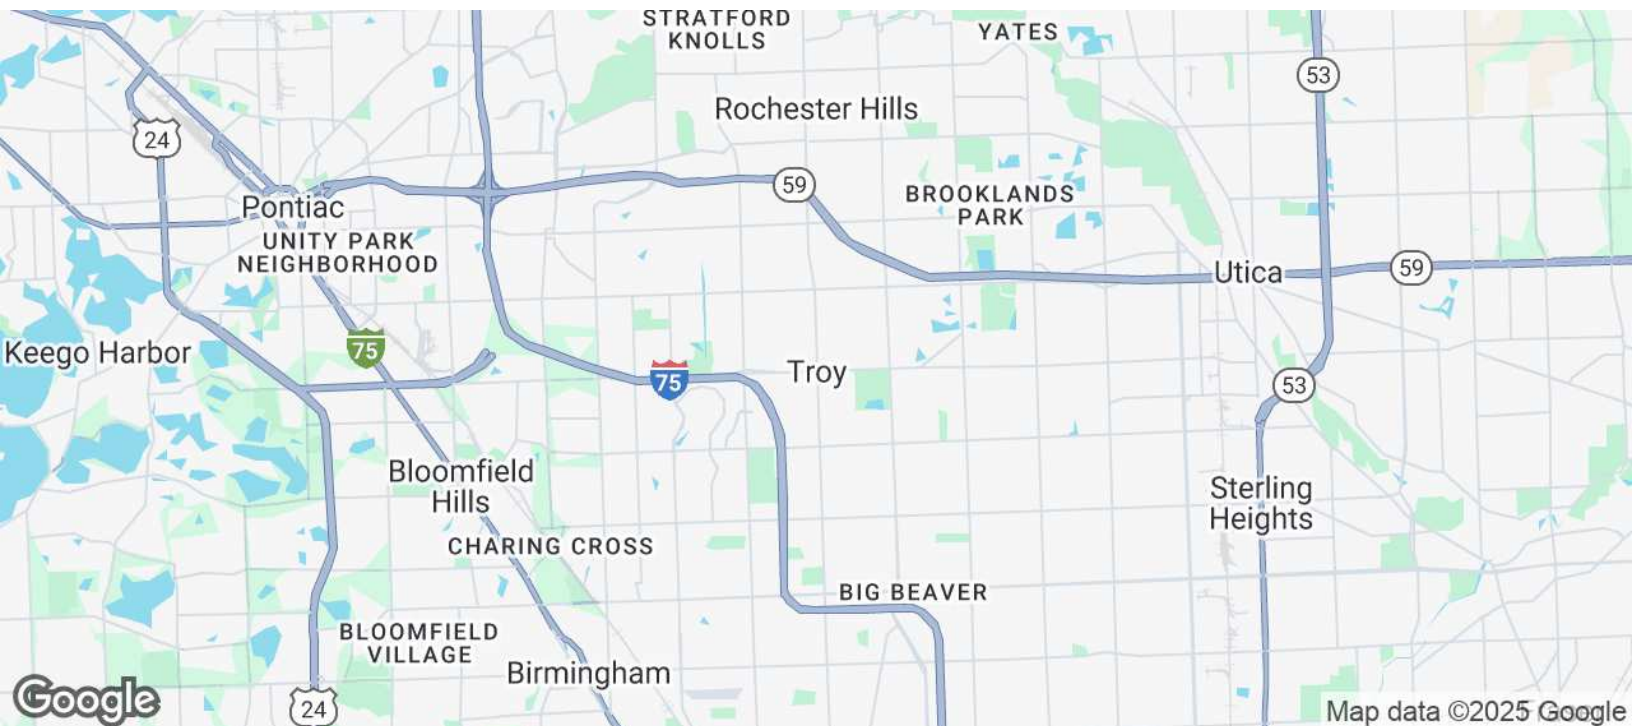 STRATFORD
KNOLLS
YATES
53
Rochester Hills
24
59
BROOKLANDS
PARK
Pontiac
UNITY PARK
NEIGHBORHOOD
Utica
59
Keego Harbor
75
75
Troy
53
Bloomfield
Hills
Sterling
Heights
CHARING CROSS
BIG BEAVER
BLOOMFIELD
VILLAGE
Birmingham
24
Google
Map data ©2025 Google